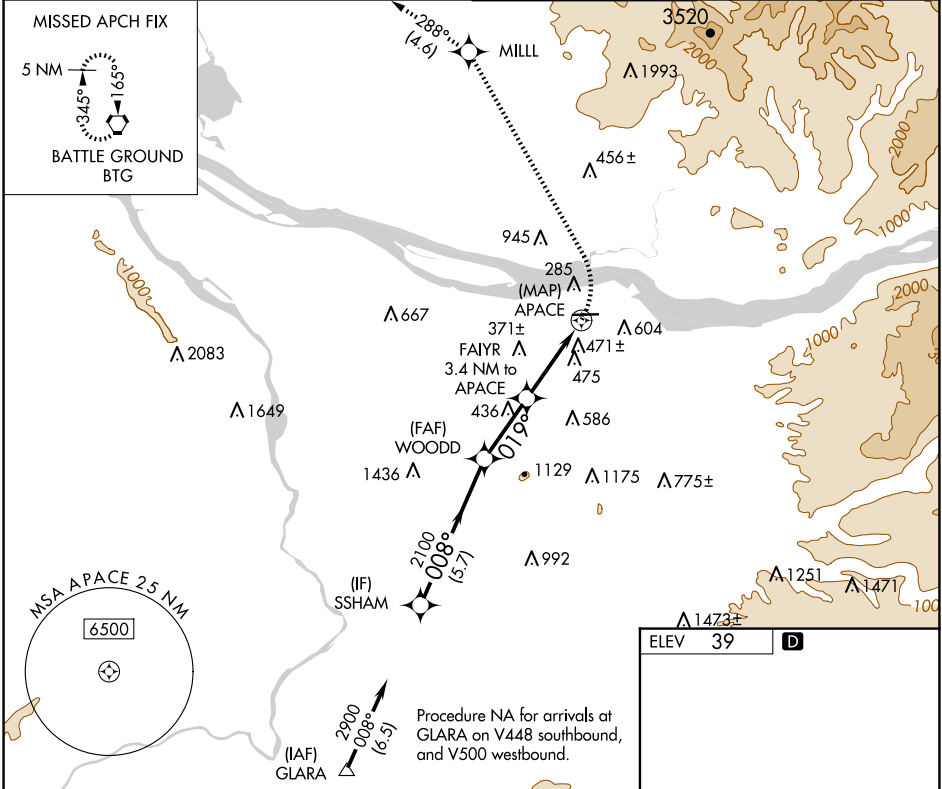 MISSED APCH FIX
5 NM
345°
165°
BATTLE GROUND
BTG
288°
(4.6)
MILLL
3520
2000
1993
2000
456±
1000
945
285
(MAP)
APACE
2000
1000
667
604
371±
471±
FAIYR
3.4 NM to
APACE
475
1000
2083
1649
436
586
(FAF)
WOODD
019°
1436
1129
1175
775±
2100
008°
(5.7)
992
(IF)
SSHAM
1251
1471
100
1473±
MSA APACE 25 NM
6500
ELEV 39
D
2900
008°
(6.5)
(IAF)
GLARA
Procedure NA for arrivals at
GLARA on V448 southbound,
and V500 westbound.